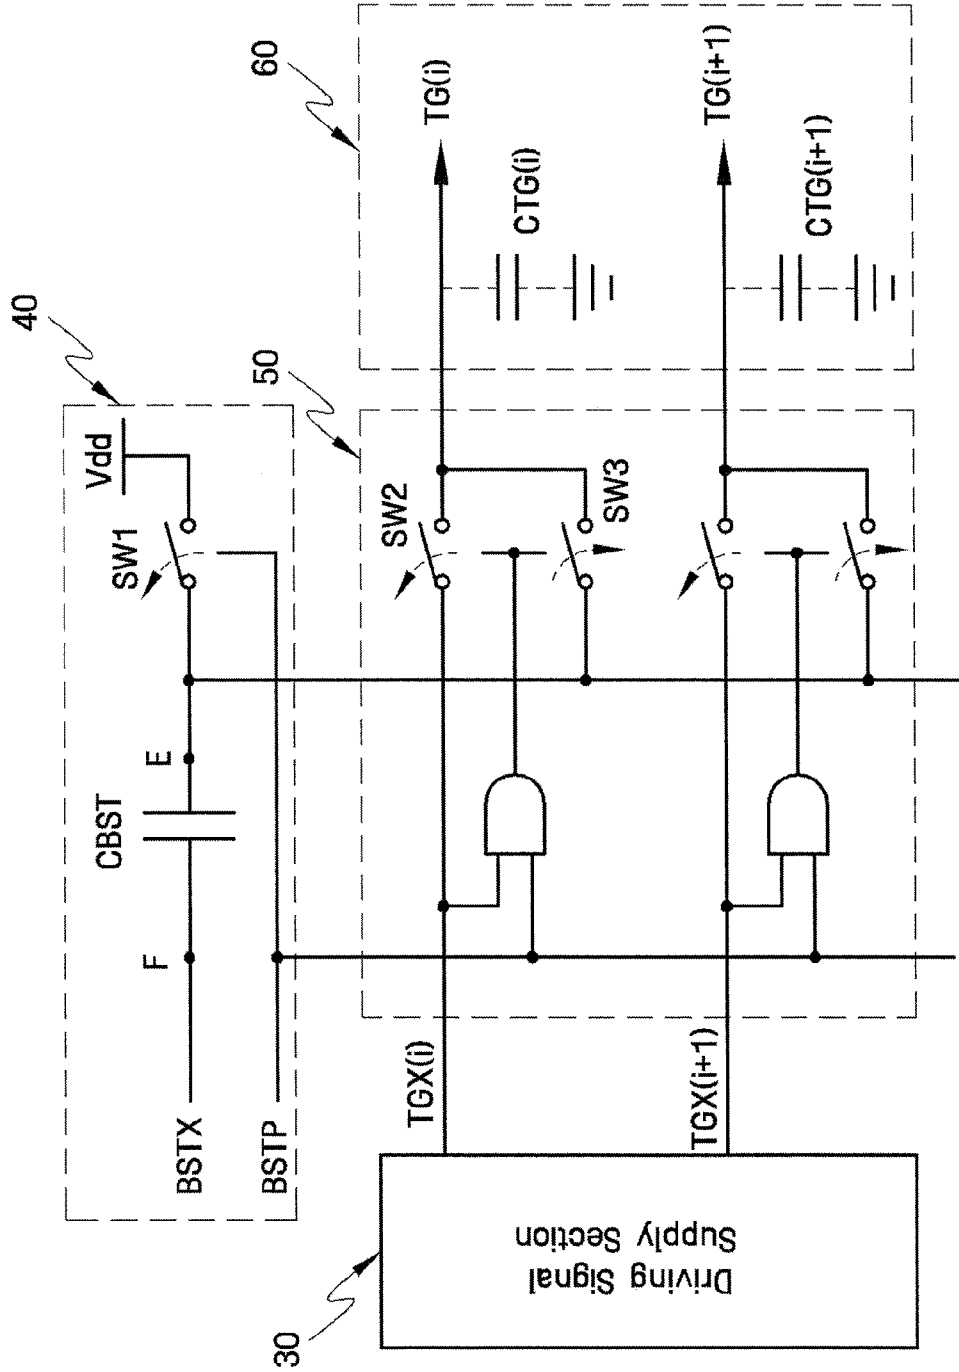 40
Vdd
SW1
CBST
E
F
BSTX
BSTP
50
SW2
SW3
60
TG(i)
CTG(i)
TG(i+1)
CTG(i+1)
TGX(i)
TGX(i+1)
30
Driving Signal
Supply Section